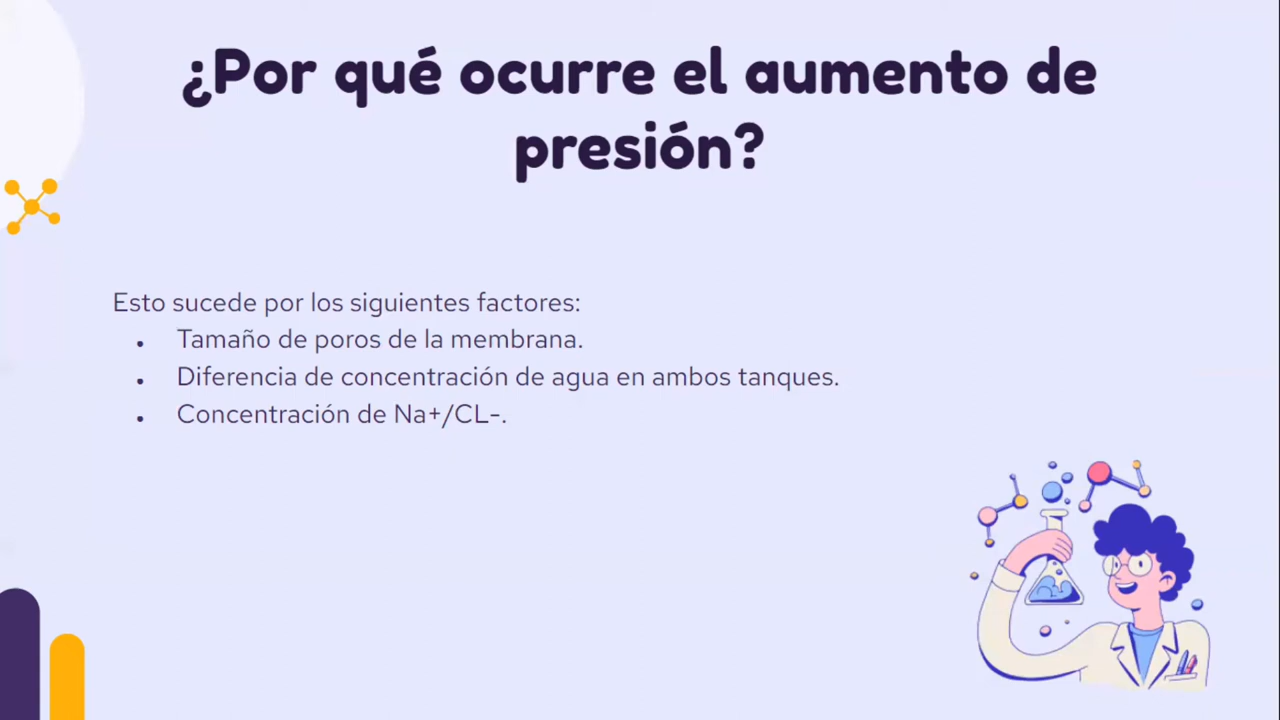 ¿Por qué ocurre el aumento de
presión?
Esto sucede por los siguientes factores:
• Tamaño de poros de la membrana.
• Diferencia de concentración de agua en ambos tanques.
• Concentración de Na+/CL-.